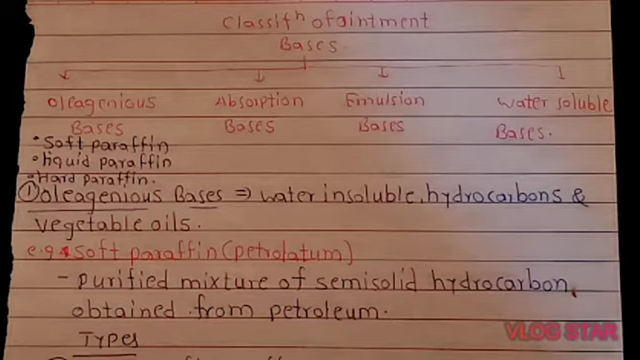 Classifⁿ of ointment
Bases.
oleagenious Absorption Emulsion water soluble
Bases Bases Bases Bases.
• Soft paraffin
• liquid paraffin
• Hard paraffin.
① oleagenious Bases ⇒ water insoluble, hydrocarbons &
vegetable oils.
e.g. soft paraffin (petrolatum)
- purified mixture of semisolid hydrocarbon,
obtained from petroleum.
Types
VLOG STAR